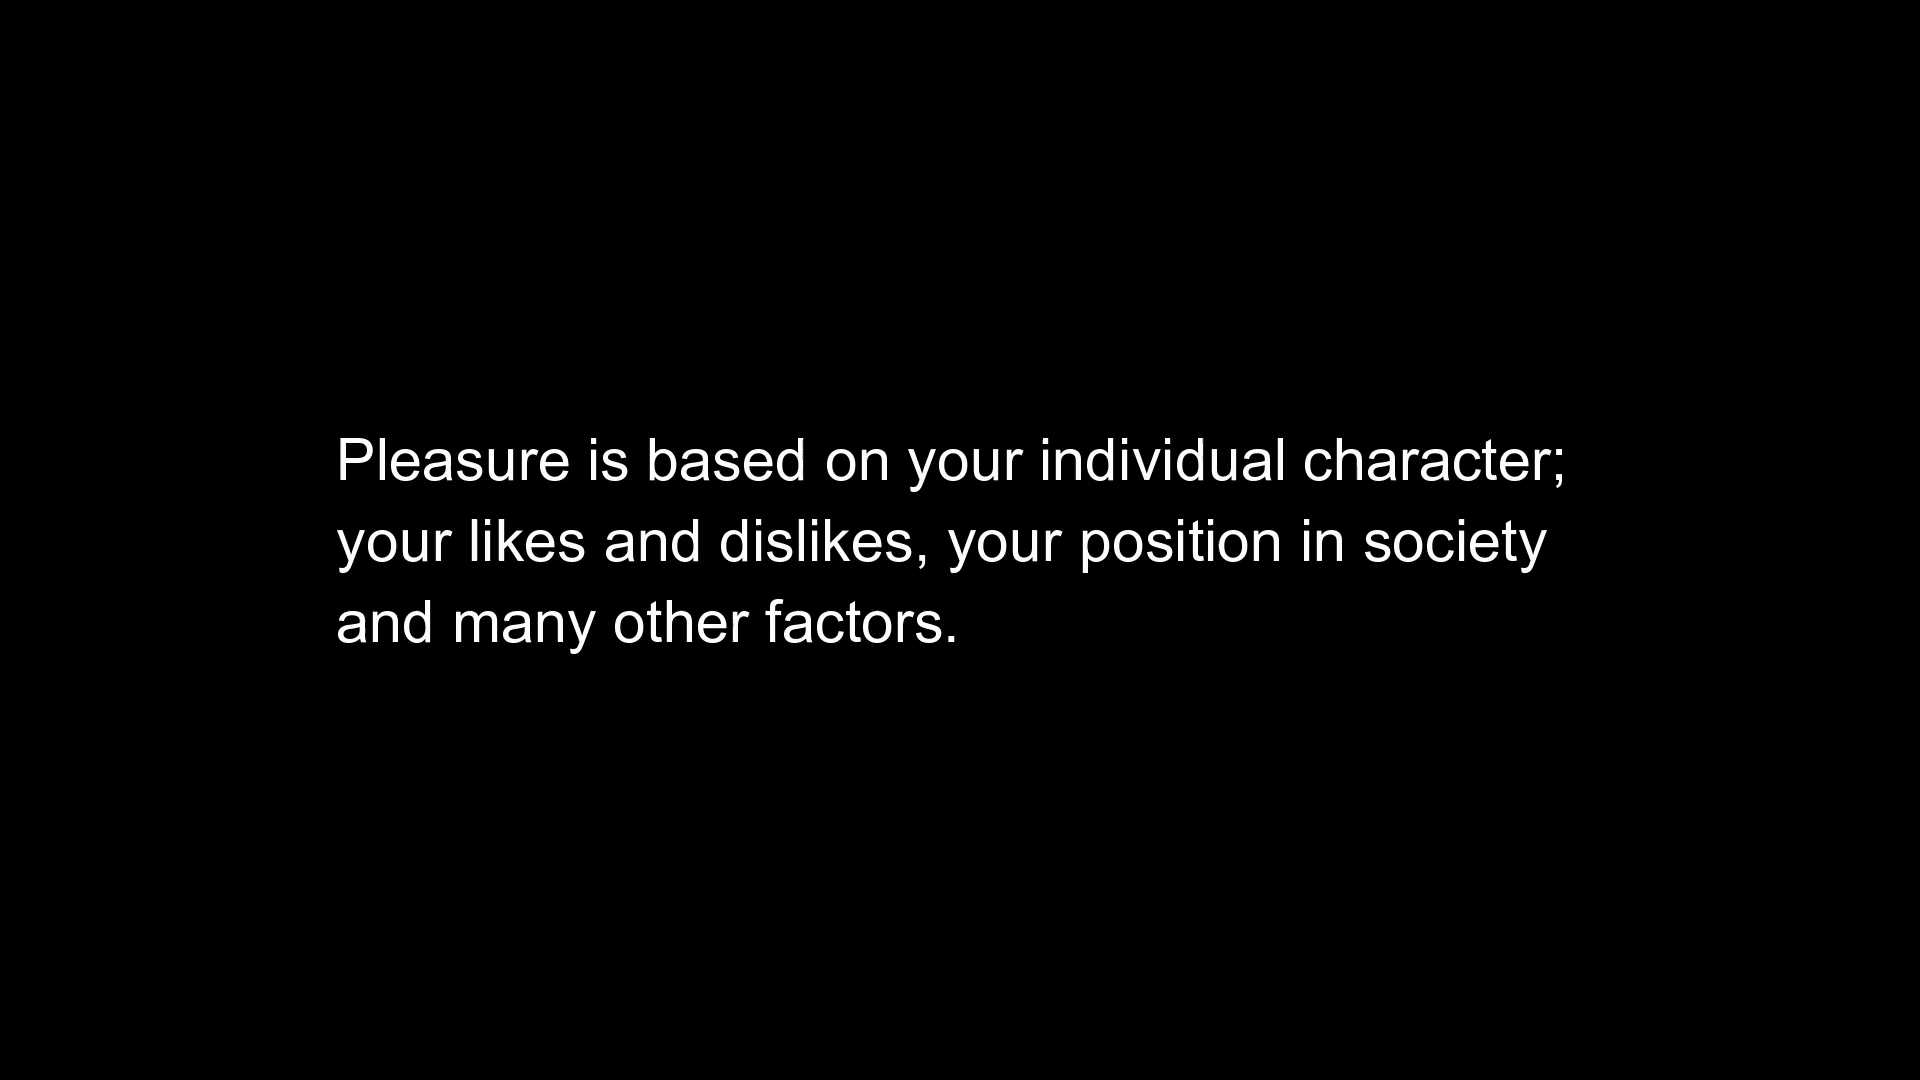 Pleasure is based on your individual character;
your likes and dislikes, your position in society
and many other factors.